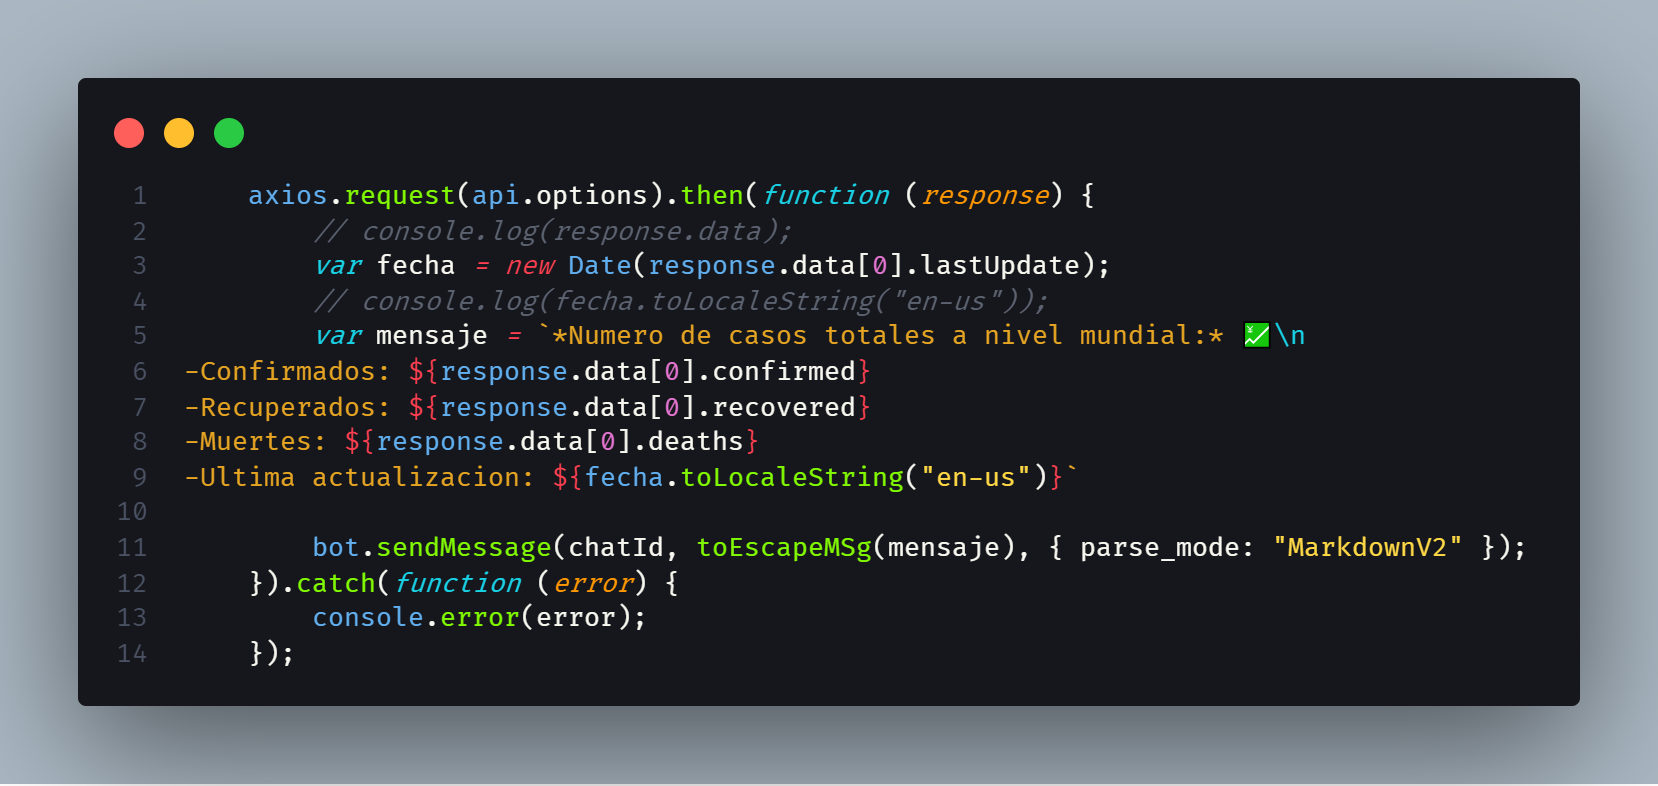 1 axios.request(api.options).then(function (response) {
2 // console.log(response.data);
3 var fecha = new Date(response.data[0].lastUpdate);
4 // console.log(fecha.toLocaleString("en-us"));
5 var mensaje = `*Numero de casos totales a nivel mundial:* 💹\n
6 -Confirmados: ${response.data[0].confirmed}
7 -Recuperados: ${response.data[0].recovered}
8 -Muertes: ${response.data[0].deaths}
9 -Ultima actualizacion: ${fecha.toLocaleString("en-us")}`
10
11 bot.sendMessage(chatId, toEscapeMSg(mensaje), { parse_mode: "MarkdownV2" });
12 }).catch(function (error) {
13 console.error(error);
14 });